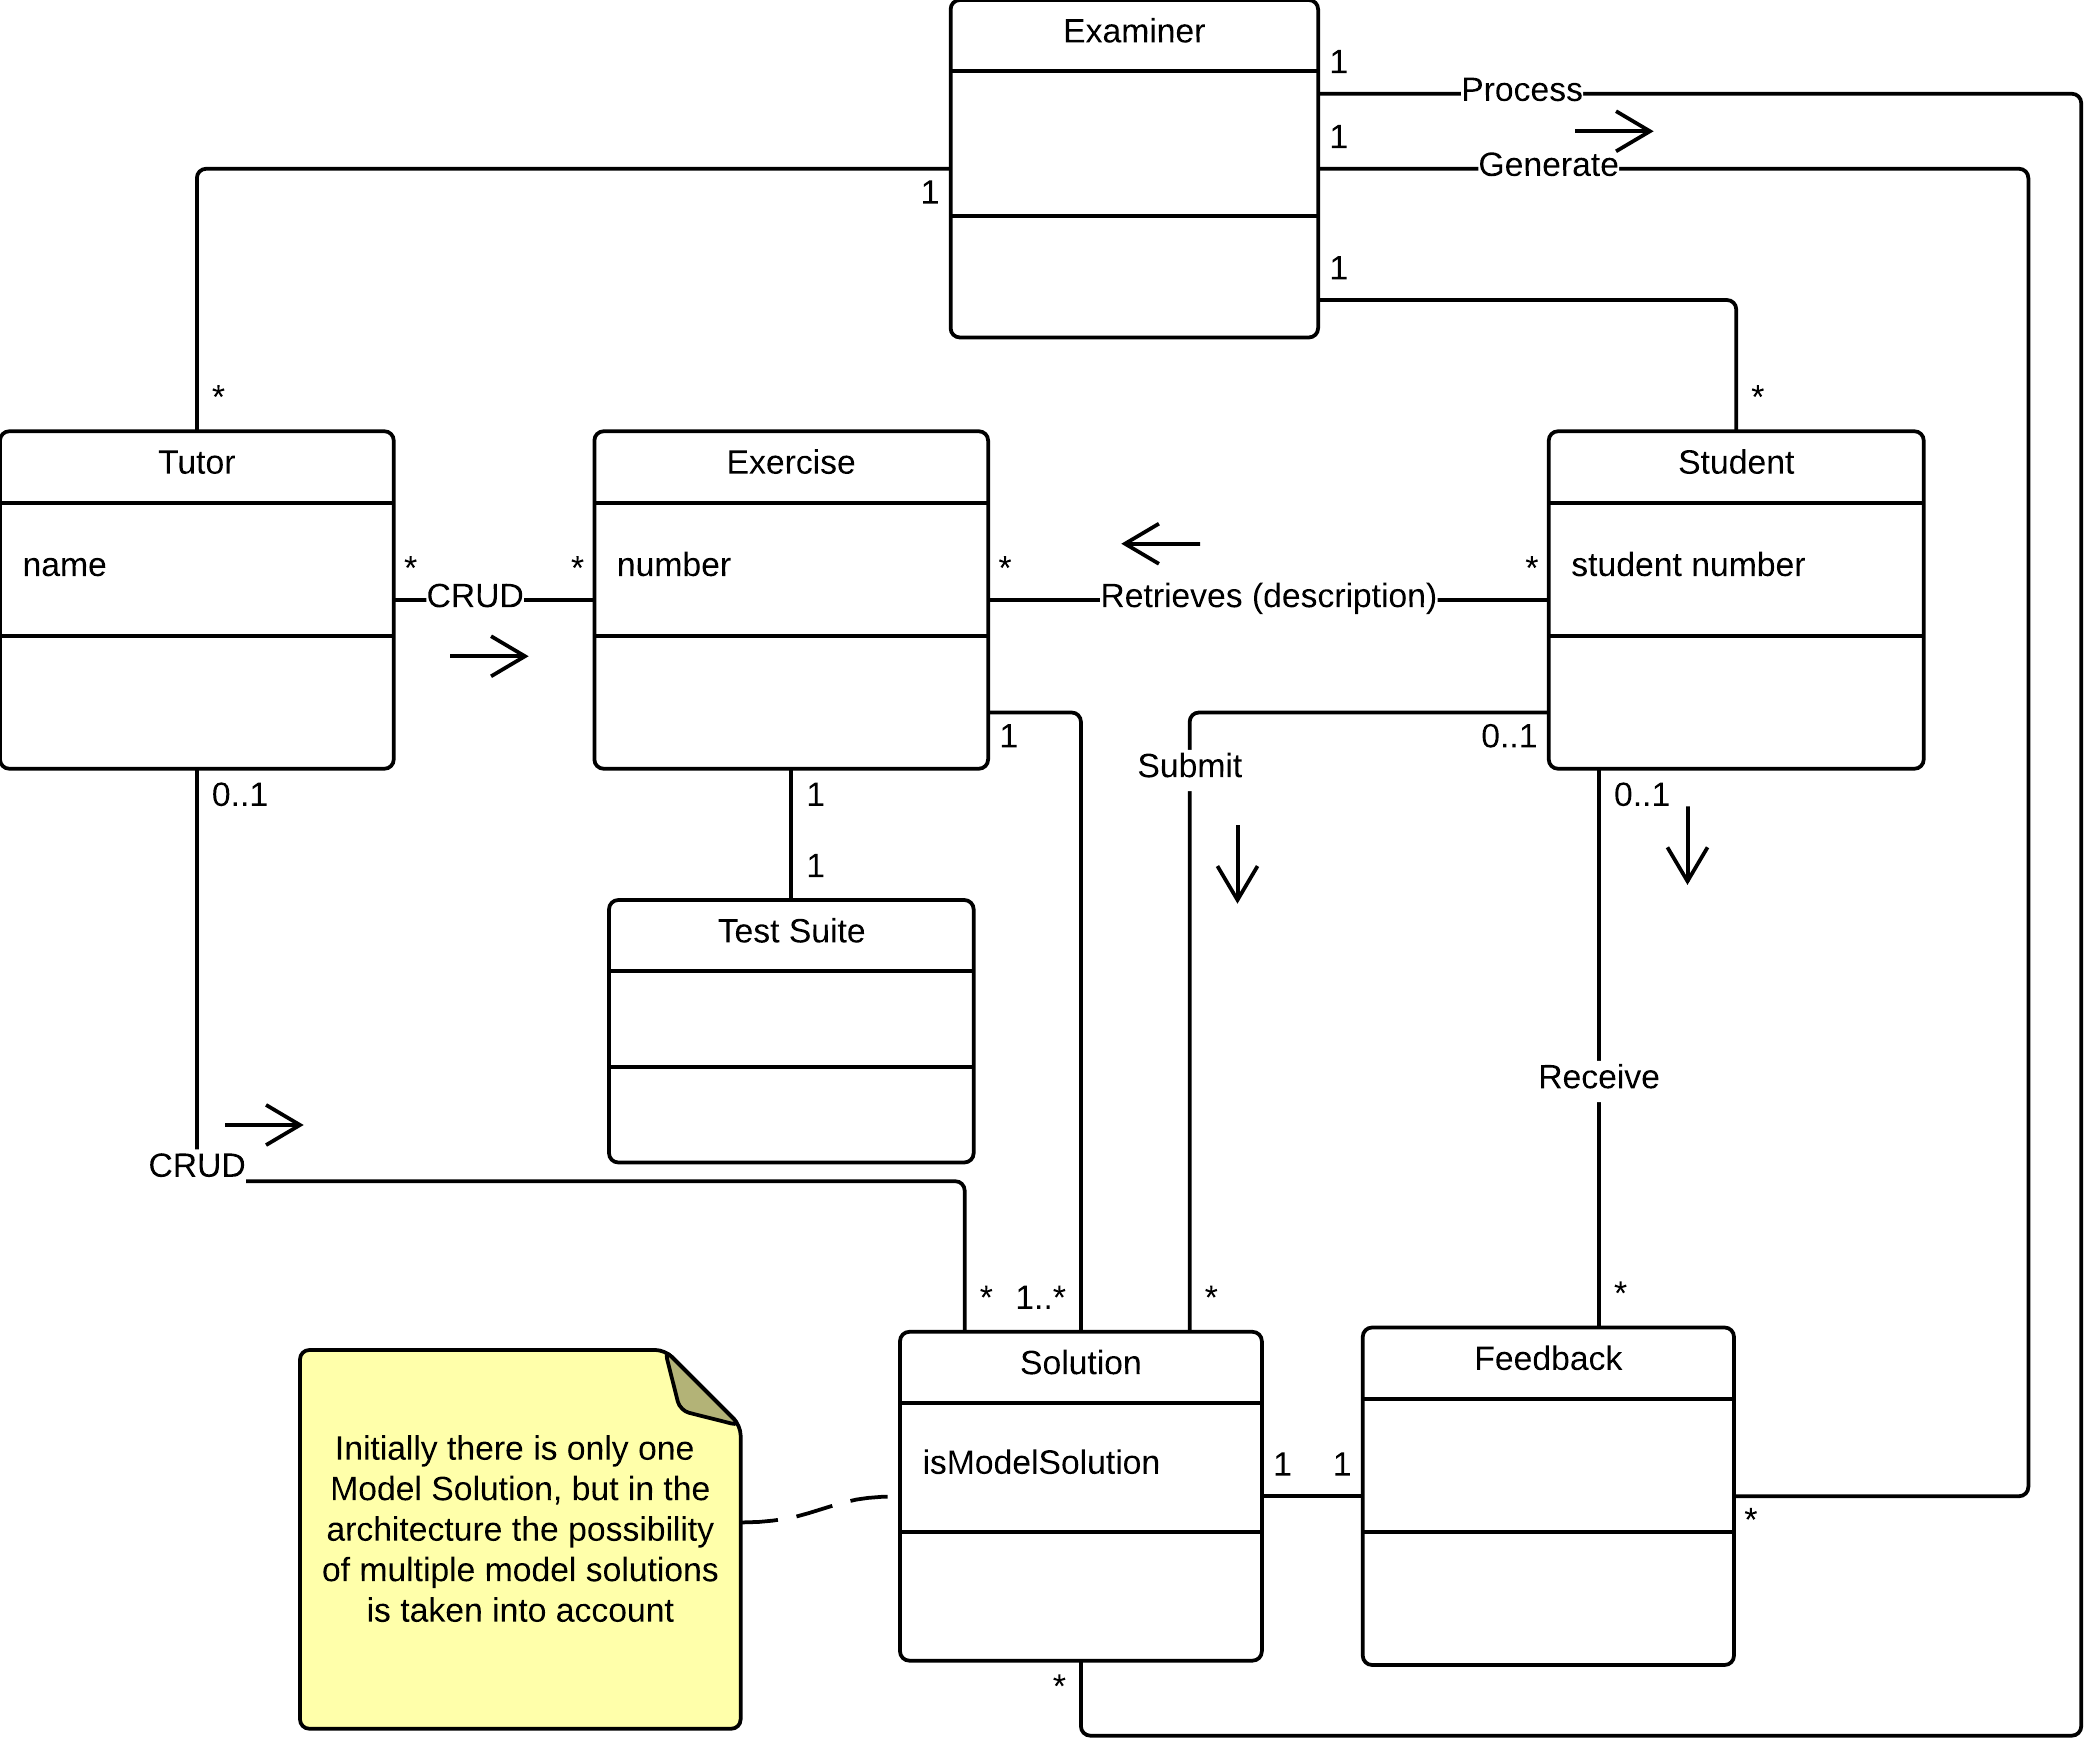 Examiner
1
Process
1
Generate
1
1
*
*
Tutor
Exercise
Student
name
*
*
number
*
*
student number
CRUD
Retrieves (description)
1
0..1
Submit
0..1
1
0..1
1
Test Suite
Receive
CRUD
*
1..*
*
*
Solution
Feedback
Initially there is only one
Model Solution, but in the
architecture the possibility
of multiple model solutions
is taken into account
isModelSolution
1
1
*
*